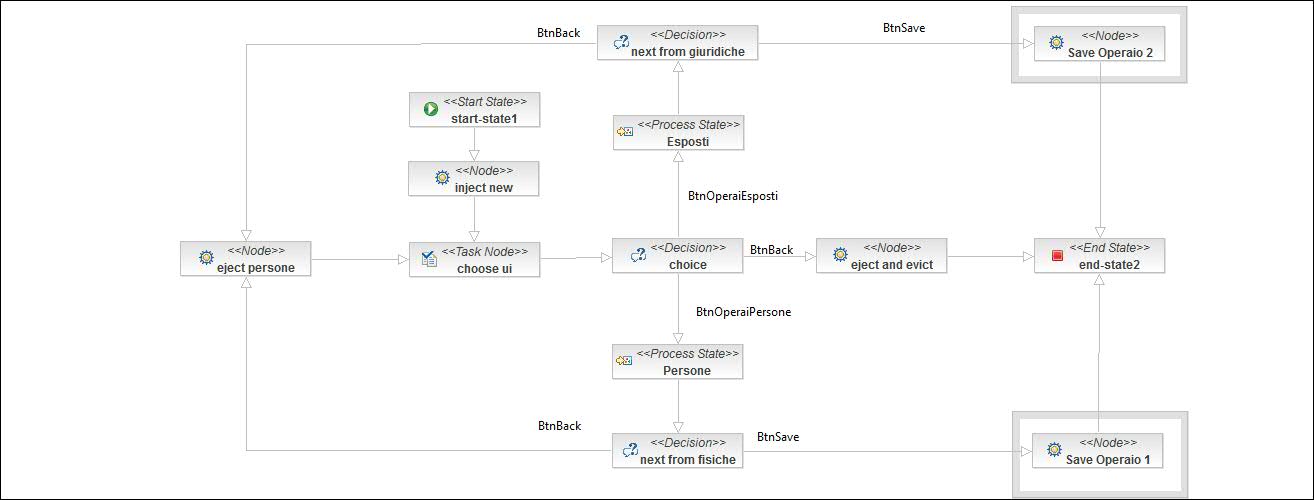 BtnBack
<<Decision>>
next from giuridiche
BtnSave
<<Node>>
Save Operaio 2
<<Start State>>
start-state1
<<Process State>>
Esposti
<<Node>>
inject new
BtnOperaiEsposti
<<Node>>
eject persone
<<Task Node>>
choose ui
<<Decision>>
choice
BtnBack
<<Node>>
eject and evict
<<End State>>
end-state2
BtnOperaiPersone
<<Process State>>
Persone
BtnBack
<<Decision>>
next from fisiche
BtnSave
<<Node>>
Save Operaio 1